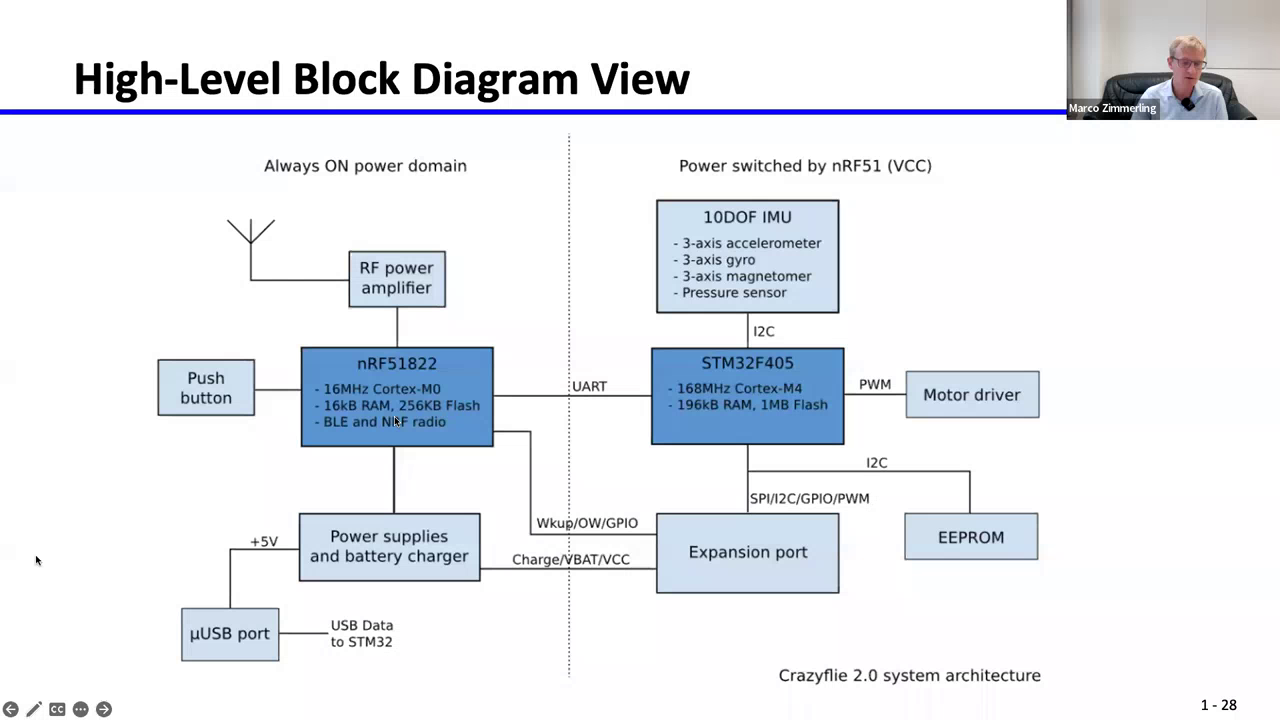 High-Level Block Diagram View
Marco Zimmerling
Always ON power domain
Power switched by nRF51 (VCC)
RF power
amplifier
10DOF IMU
- 3-axis accelerometer
- 3-axis gyro
- 3-axis magnetomer
- Pressure sensor
I2C
Push
button
nRF51822
- 16MHz Cortex-M0
- 16kB RAM, 256KB Flash
- BLE and NRF radio
UART
STM32F405
- 168MHz Cortex-M4
- 196kB RAM, 1MB Flash
PWM
Motor driver
I2C
SPI/I2C/GPIO/PWM
Wkup/OW/GPIO
Charge/VBAT/VCC
+5V
Power supplies
and battery charger
Expansion port
EEPROM
µUSB port
USB Data
to STM32
Crazyflie 2.0 system architecture
CC
1 - 28